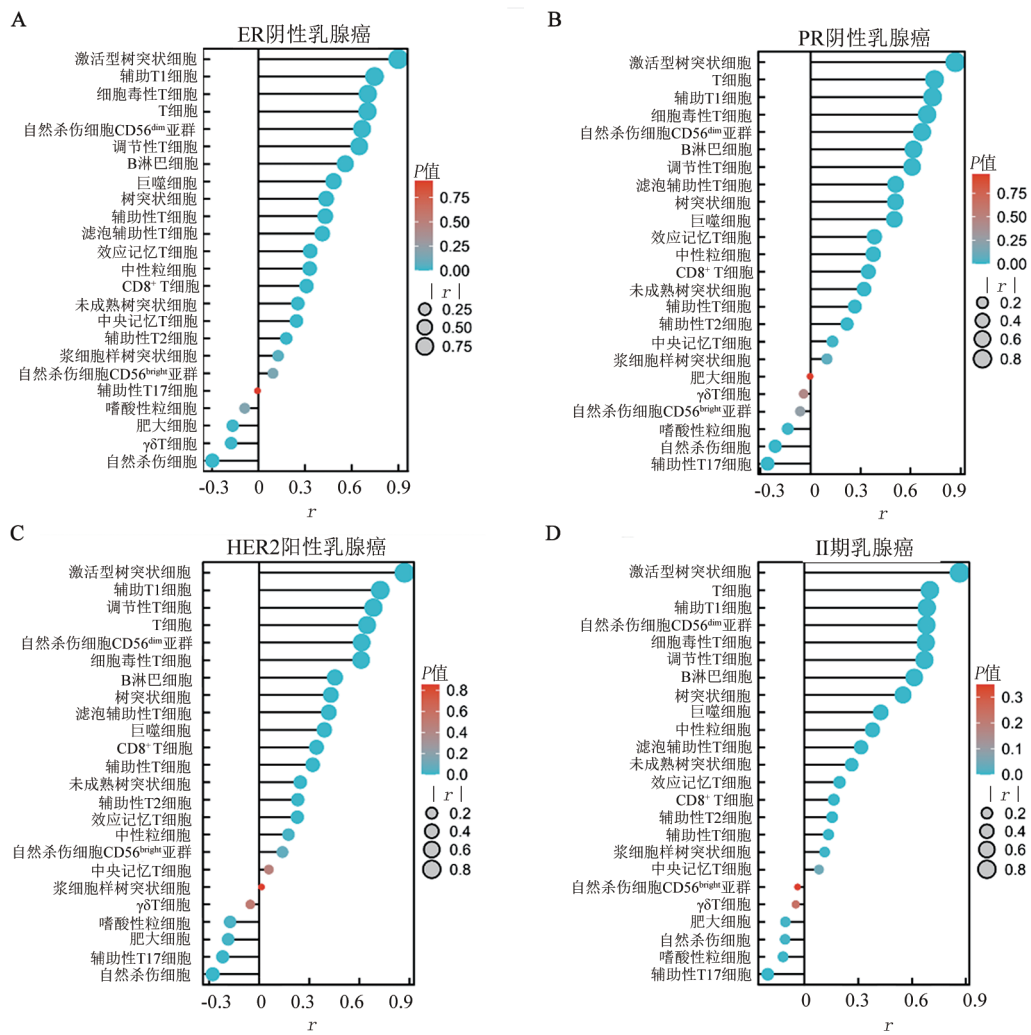 A
ER阴性乳腺癌
激活型树突状细胞
辅助T1细胞
细胞毒性T细胞
T细胞
自然杀伤细胞CD56dim亚群
调节性T细胞
B淋巴细胞
巨噬细胞
树突状细胞
辅助性T细胞
滤泡辅助性T细胞
效应记忆T细胞
中性粒细胞
CD8+ T细胞
未成熟树突状细胞
中央记忆T细胞
辅助性T2细胞
浆细胞样树突状细胞
自然杀伤细胞CD56bright亚群
辅助性T17细胞
嗜酸性粒细胞
肥大细胞
γδT细胞
自然杀伤细胞
-0.3 0 0.3 0.6 0.9
r
P值
0.75
0.50
0.25
0.00
| r |
0.25
0.50
0.75
B
PR阴性乳腺癌
激活型树突状细胞
T细胞
辅助T1细胞
细胞毒性T细胞
自然杀伤细胞CD56dim亚群
B淋巴细胞
调节性T细胞
滤泡辅助性T细胞
树突状细胞
巨噬细胞
效应记忆T细胞
中性粒细胞
CD8+ T细胞
未成熟树突状细胞
辅助性T细胞
辅助性T2细胞
中央记忆T细胞
浆细胞样树突状细胞
肥大细胞
γδT细胞
自然杀伤细胞CD56bright亚群
嗜酸性粒细胞
自然杀伤细胞
辅助性T17细胞
-0.3 0 0.3 0.6 0.9
r
P值
0.75
0.50
0.25
0.00
| r |
0.2
0.4
0.6
0.8
C
HER2阳性乳腺癌
激活型树突状细胞
辅助T1细胞
调节性T细胞
T细胞
自然杀伤细胞CD56dim亚群
细胞毒性T细胞
B淋巴细胞
树突状细胞
滤泡辅助性T细胞
巨噬细胞
CD8+T细胞
辅助性T细胞
未成熟树突状细胞
辅助性T2细胞
效应记忆T细胞
中性粒细胞
自然杀伤细胞CD56bright亚群
中央记忆T细胞
浆细胞样树突状细胞
γδT细胞
嗜酸性粒细胞
肥大细胞
辅助性T17细胞
自然杀伤细胞
-0.3 0 0.3 0.6 0.9
r
P值
0.8
0.6
0.4
0.2
0.0
| r |
0.2
0.4
0.6
0.8
D
II期乳腺癌
激活型树突状细胞
T细胞
辅助T1细胞
自然杀伤细胞CD56dim亚群
细胞毒性T细胞
调节性T细胞
B淋巴细胞
树突状细胞
巨噬细胞
中性粒细胞
滤泡辅助性T细胞
未成熟树突状细胞
效应记忆T细胞
CD8+ T细胞
辅助性T2细胞
辅助性T细胞
浆细胞样树突状细胞
中央记忆T细胞
自然杀伤细胞CD56bright亚群
γδT细胞
肥大细胞
自然杀伤细胞
嗜酸性粒细胞
辅助性T17细胞
-0.3 0 0.3 0.6 0.9
r
P值
0.3
0.2
0.1
0.0
| r |
0.2
0.4
0.6
0.8